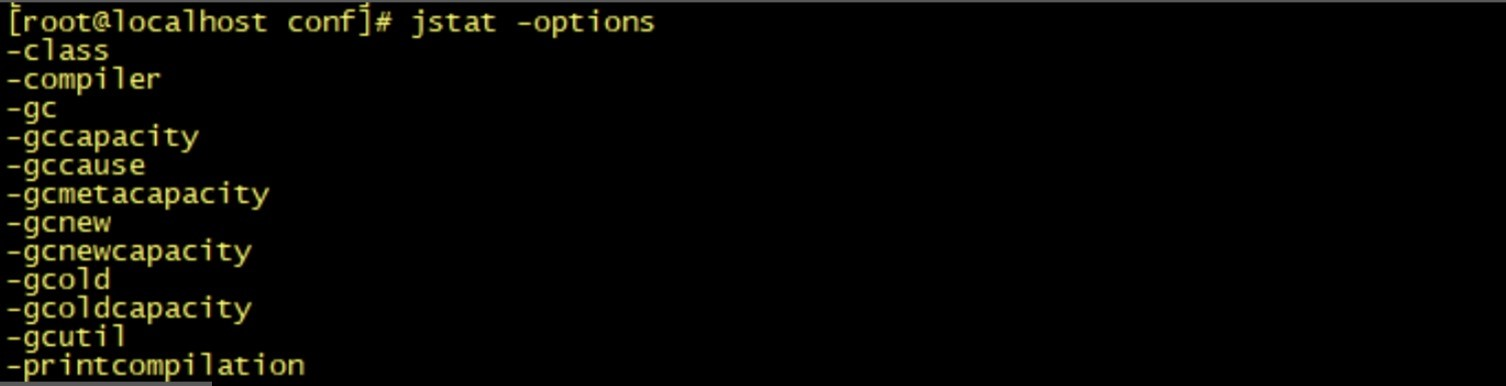 [root@localhost conf]# jstat -options
-class
-compiler
-gc
-gccapacity
-gccause
-gcmetacapacity
-gcnew
-gcnewcapacity
-gcold
-gcoldcapacity
-gcutil
-printcompilation